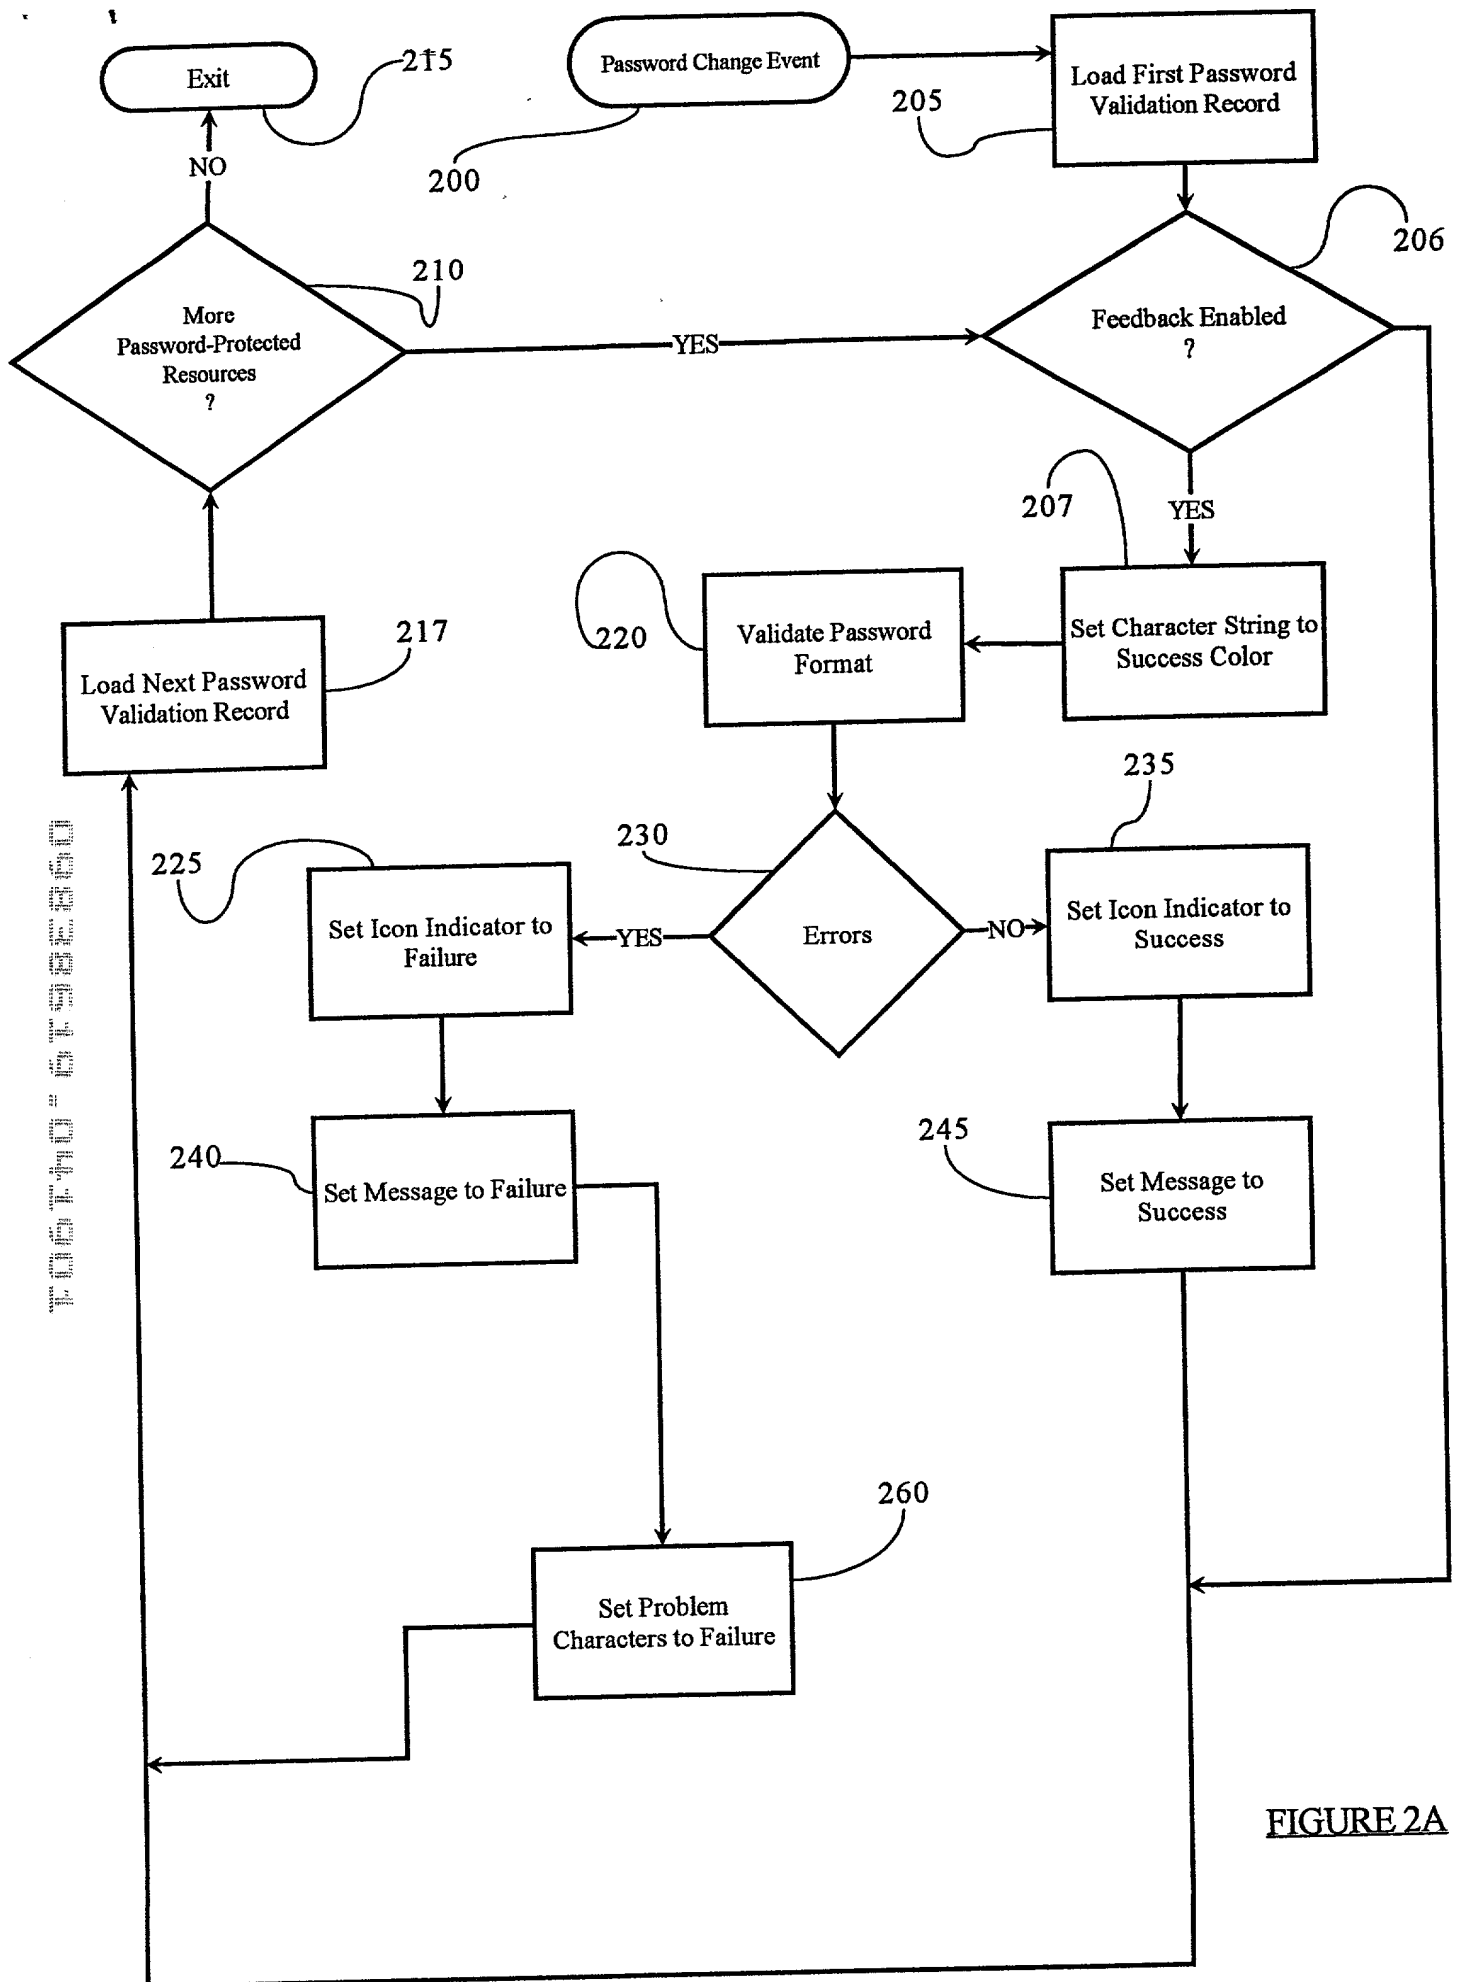 Exit
215
Password Change Event
200
Load First Password
Validation Record
205
NO
206
210
More
Password-Protected
Resources
?
YES
Feedback Enabled
?
207
YES
220
Validate Password
Format
Set Character String to
Success Color
217
Load Next Password
Validation Record
235
230
225
Set Icon Indicator to
Failure
YES
Errors
NO
Set Icon Indicator to
Success
240
Set Message to Failure
245
Set Message to
Success
260
Set Problem
Characters to Failure
FIGURE 2A